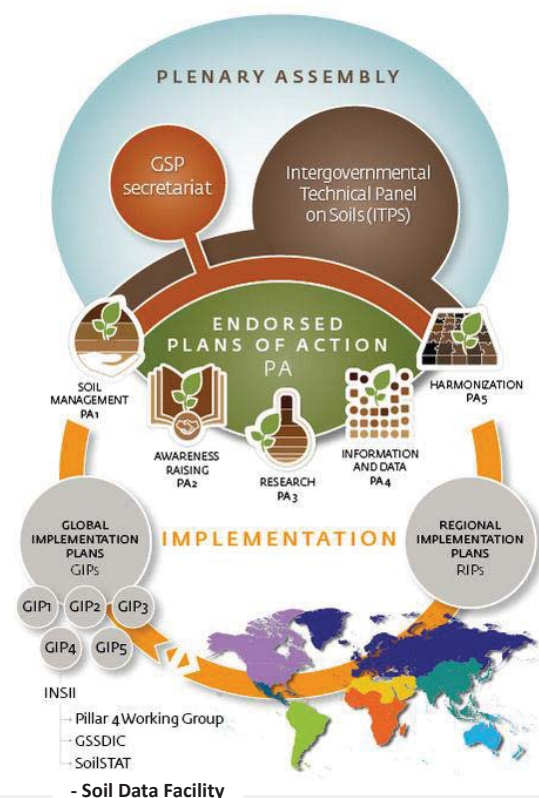 PLENARY ASSEMBLY
GSP
secretariat
Intergovernmental
Technical Panel
on Soils (ITPS)
ENDORSED
PLANS OF ACTION
PA
SOIL
MANAGEMENT
PA1
AWARENESS
RAISING
PA2
RESEARCH
PA3
INFORMATION
AND DATA
PA4
HARMONIZATION
PA5
GLOBAL
IMPLEMENTATION
PLANS
GIPs
IMPLEMENTATION
REGIONAL
IMPLEMENTATION
PLANS
RIPs
GIP1
GIP2
GIP3
GIP4
GIP5
INSII
Pillar 4 Working Group
GSSDIC
SoilSTAT
- Soil Data Facility